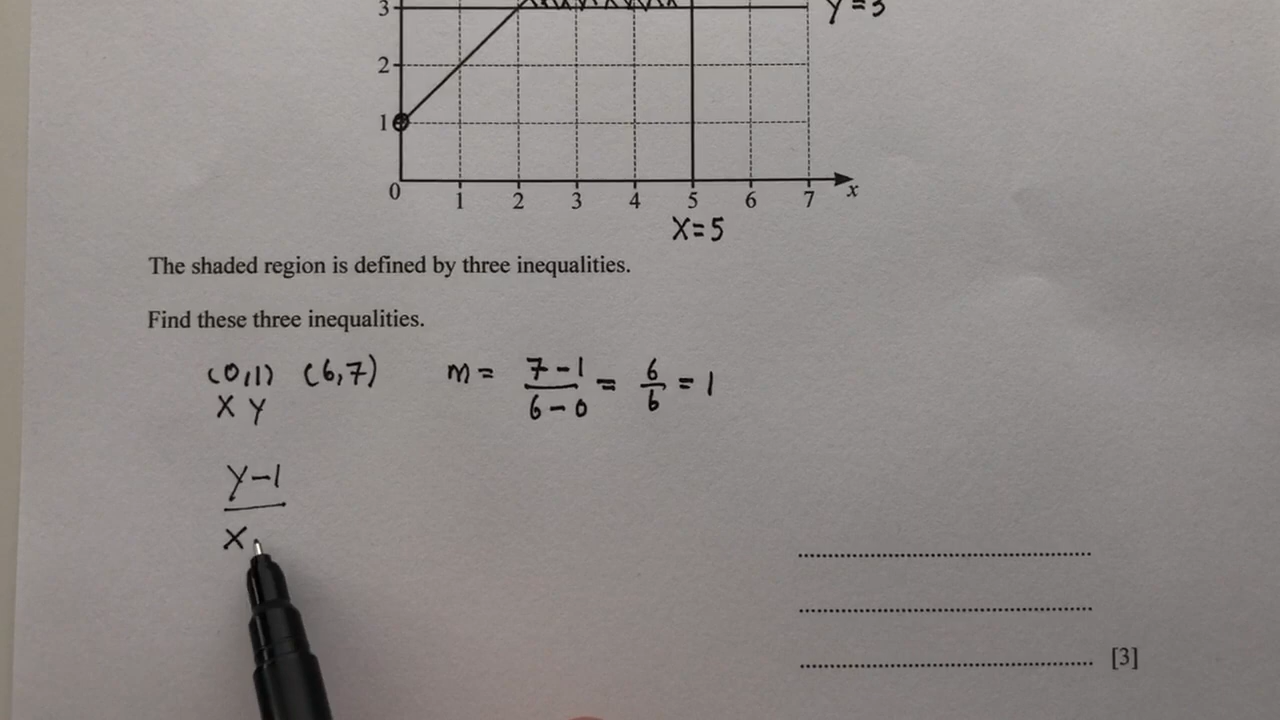 3 y = 3
2
1
0 1 2 3 4 5 6 7 x
X = 5
The shaded region is defined by three inequalities.
Find these three inequalities.
(0,1) (6,7) m = 7 - 1 / 6 - 0 = 6 / 6 = 1
X Y
y - 1
x
[3]